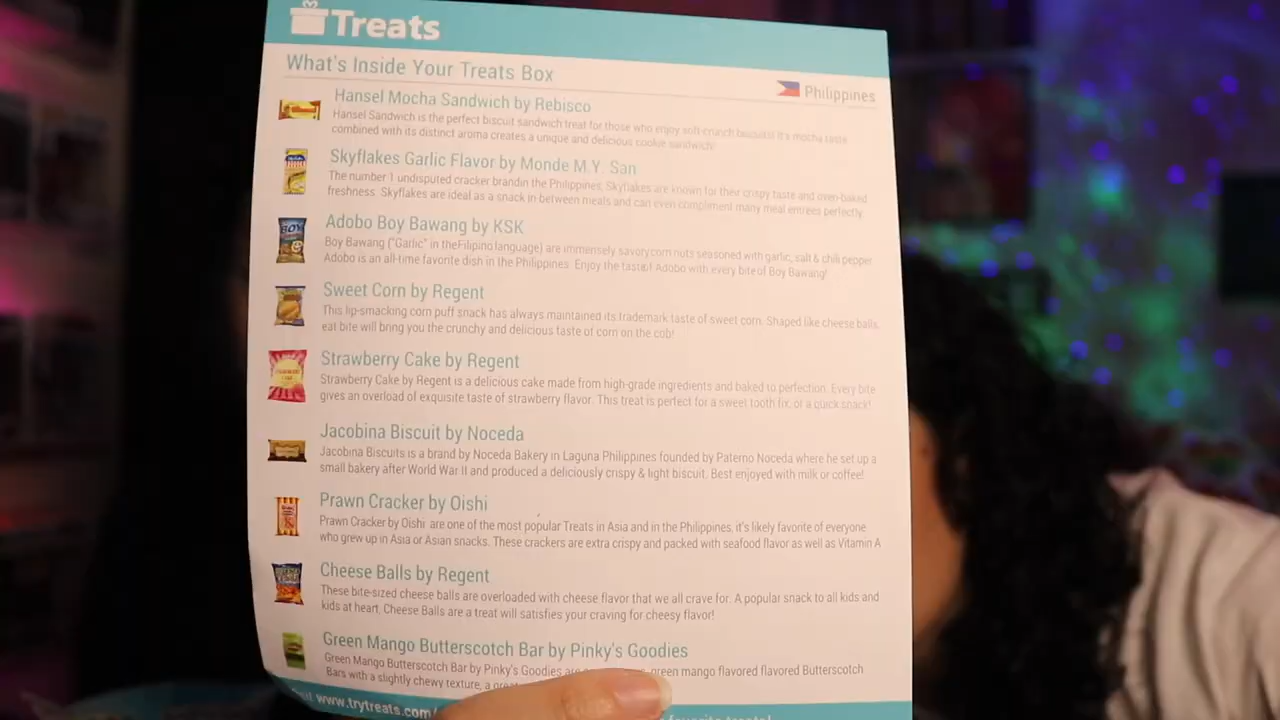 Treats
What's Inside Your Treats Box
Philippines
Hansel Mocha Sandwich by Rebisco
Hansel Sandwich is the perfect biscuit sandwich treat for those who enjoy soft-crunch biscuits! It's mocha taste
combined with its distinct aroma creates a unique and delicious cookie sandwich!
Skyflakes Garlic Flavor by Monde M.Y. San
The number 1 undisputed cracker brandin the Philippines, Skyflakes are known for their crispy taste and oven-baked
freshness. Skyflakes are ideal as a snack in-between meals and can even compliment many meal entrees perfectly.
Adobo Boy Bawang by KSK
Boy Bawang ("Garlic" in theFilipino language) are immensely savory corn nuts seasoned with garlic, salt & chili pepper
Adobo is an all-time favorite dish in the Philippines. Enjoy the taste of Adobo with every bite of Boy Bawang!
BOY
Sweet Corn by Regent
This lip-smacking corn puff snack has always maintained its trademark taste of sweet corn. Shaped like cheese balls,
eat bite will bring you the crunchy and delicious taste of corn on the cob!
Strawberry Cake by Regent
Strawberry Cake by Regent is a delicious cake made from high-grade ingredients and baked to perfection. Every bite
gives an overload of exquisite taste of strawberry flavor. This treat is perfect for a sweet tooth fix, or a quick snack!
Jacobina Biscuit by Noceda
Jacobina Biscuits is a brand by Noceda Bakery in Laguna Philippines founded by Paterno Noceda where he set up a
small bakery after World War II and produced a deliciously crispy & light biscuit. Best enjoyed with milk or coffee!
Prawn Cracker by Oishi
Prawn Cracker by Oishi are one of the most popular Treats in Asia and in the Philippines, it's likely favorite of everyone
who grew up in Asia or Asian snacks. These crackers are extra crispy and packed with seafood flavor as well as Vitamin A
Cheese Balls by Regent
These bite-sized cheese balls are overloaded with cheese flavor that we all crave for. A popular snack to all kids and
kids at heart, Cheese Balls are a treat will satisfies your craving for cheesy flavor!
Green Mango Butterscotch Bar by Pinky's Goodies
Green Mango Butterscotch Bar by Pinky's Goodies are green mango flavored flavored Butterscotch
Bars with a slightly chewy texture, a
www.trytreats.com/ favorite treats!